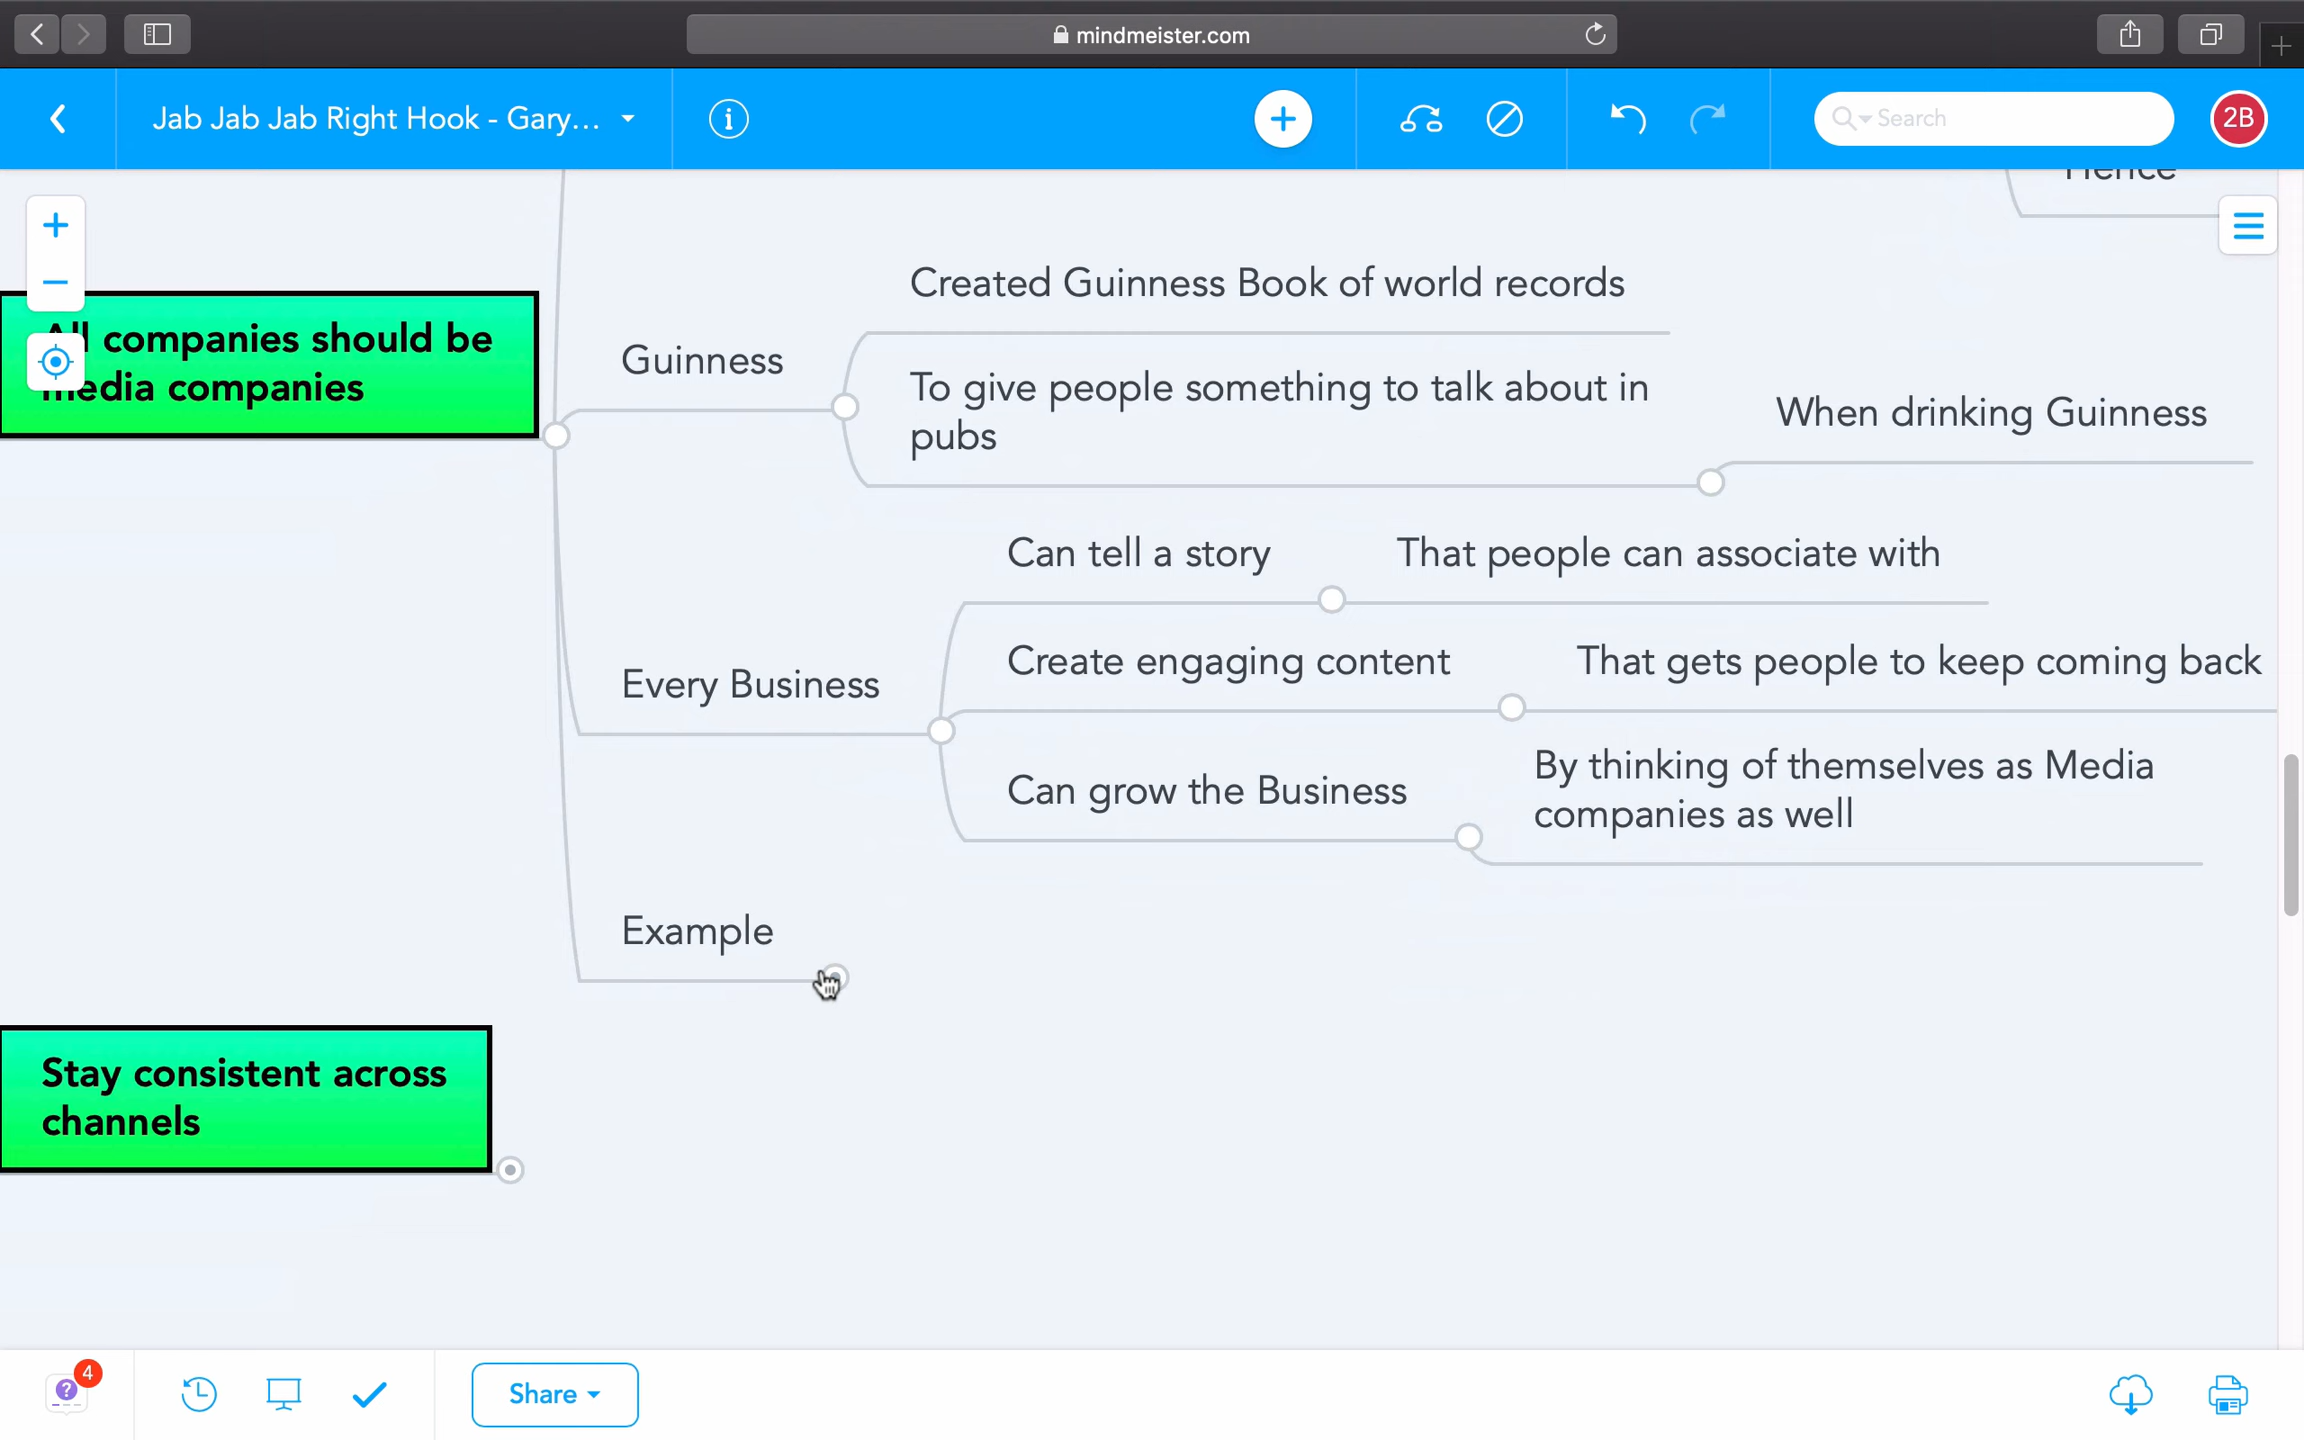 mindmeister.com
Jab Jab Jab Right Hook - Gary...
Search
2B
Hence
Created Guinness Book of world records
All companies should be
media companies
Guinness
To give people something to talk about in
pubs
When drinking Guinness
Can tell a story
That people can associate with
Every Business
Create engaging content
That gets people to keep coming back
Can grow the Business
By thinking of themselves as Media
companies as well
Example
Stay consistent across
channels
4
?
Share